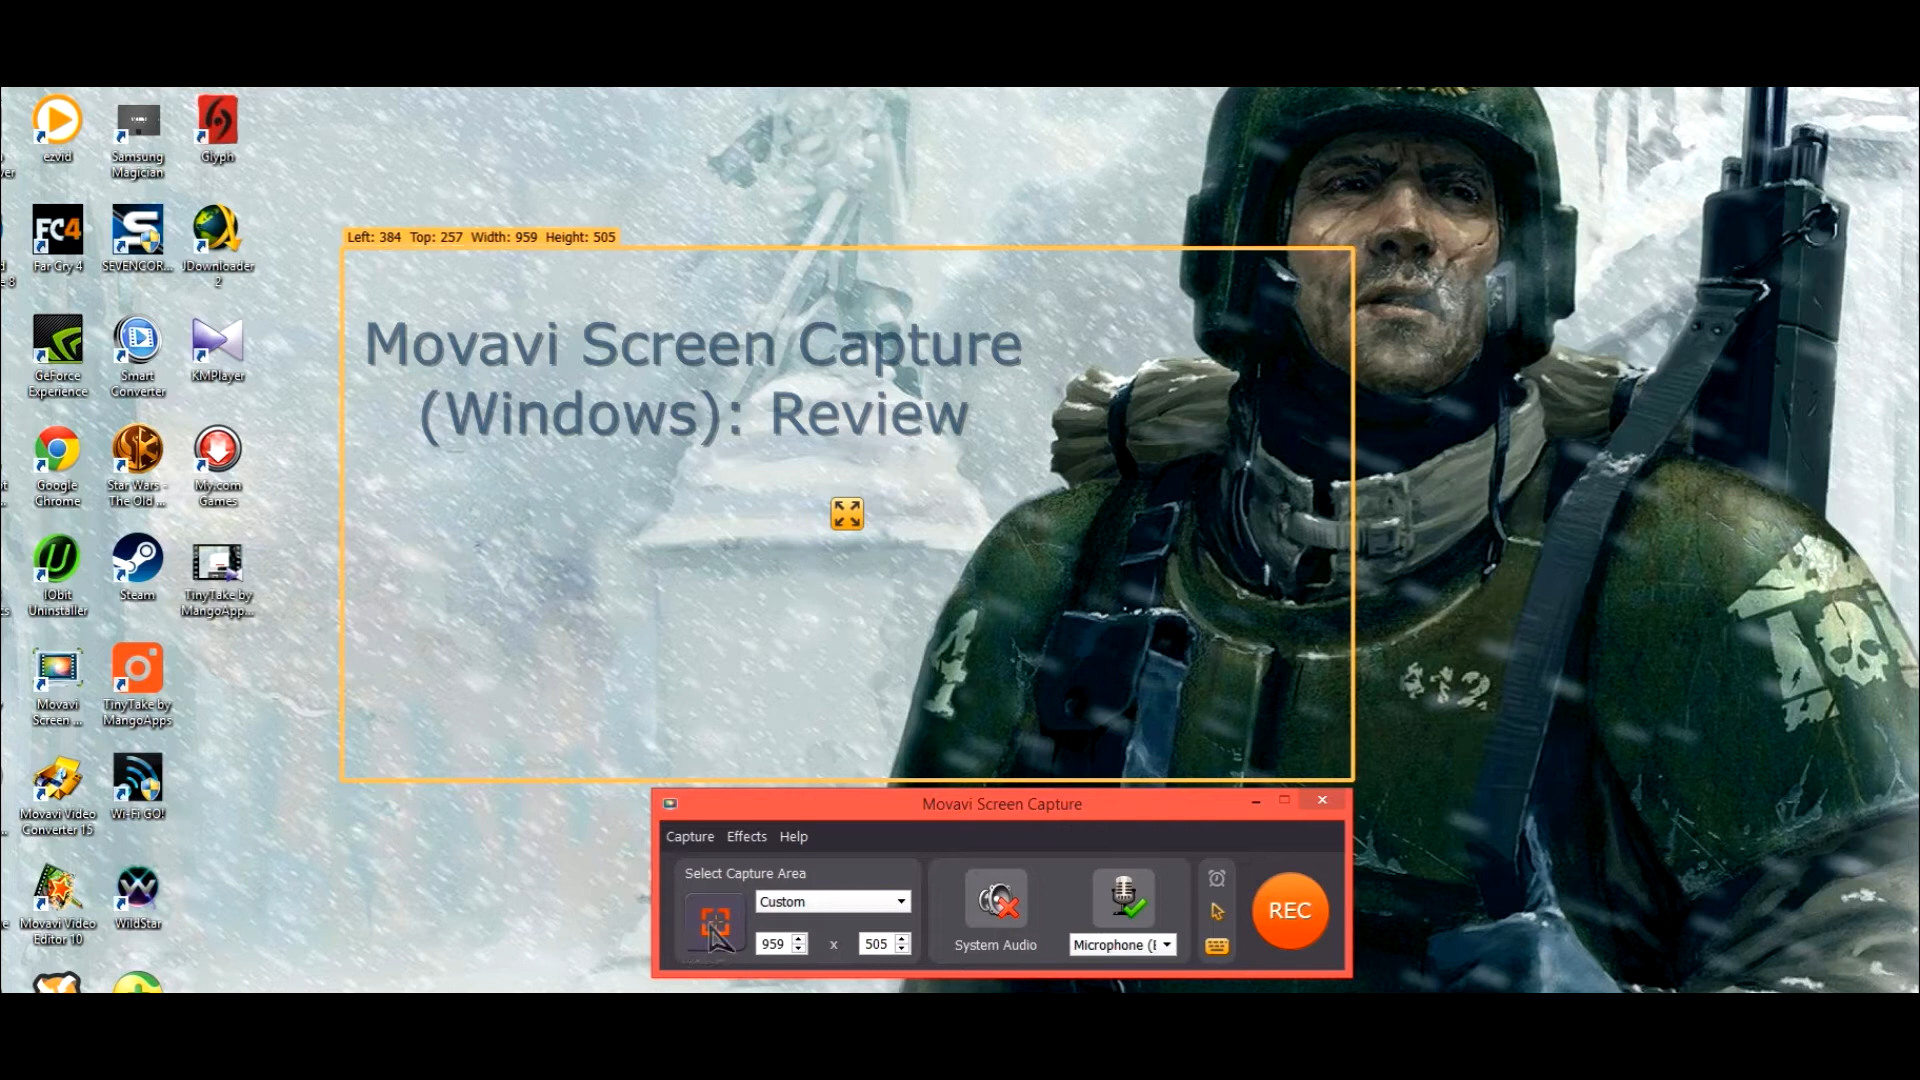 ezvid
Samsung
Magician
Glyph
FC4
Far Cry 4
SEVENCOR...
JDownloader
2
GeForce
Experience
Smart
Converter
KMPlayer
Google
Chrome
Star Wars -
The Old ...
My.com
Games
IObit
Uninstaller
Steam
TinyTake by
MangoApp...
Movavi
Screen ...
TinyTake by
MangoApps
Movavi Video
Converter 15
Wi-Fi GO!
Movavi Video
Editor 10
WildStar
Left: 384 Top: 257 Width: 959 Height: 505
Movavi Screen Capture
(Windows): Review
4
412
Movavi Screen Capture
Capture Effects Help
Select Capture Area
Custom
959 x 505
System Audio
Microphone (
REC